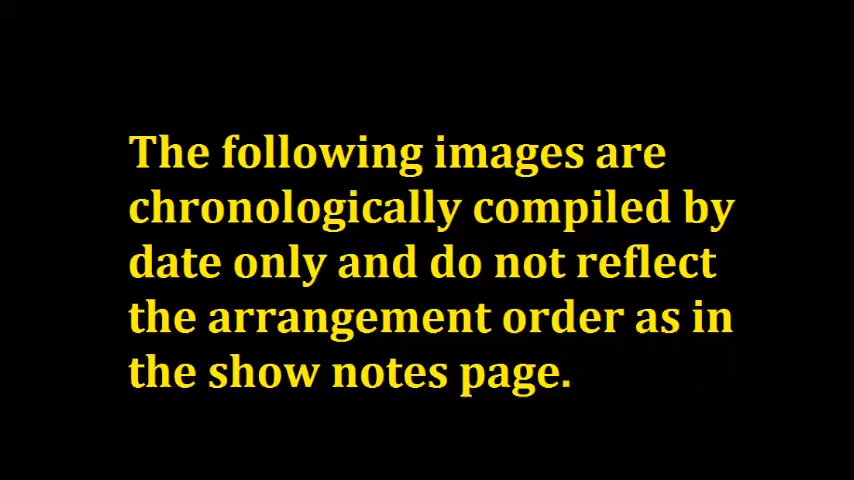 The following images are
chronologically compiled by
date only and do not reflect
the arrangement order as in
the show notes page.